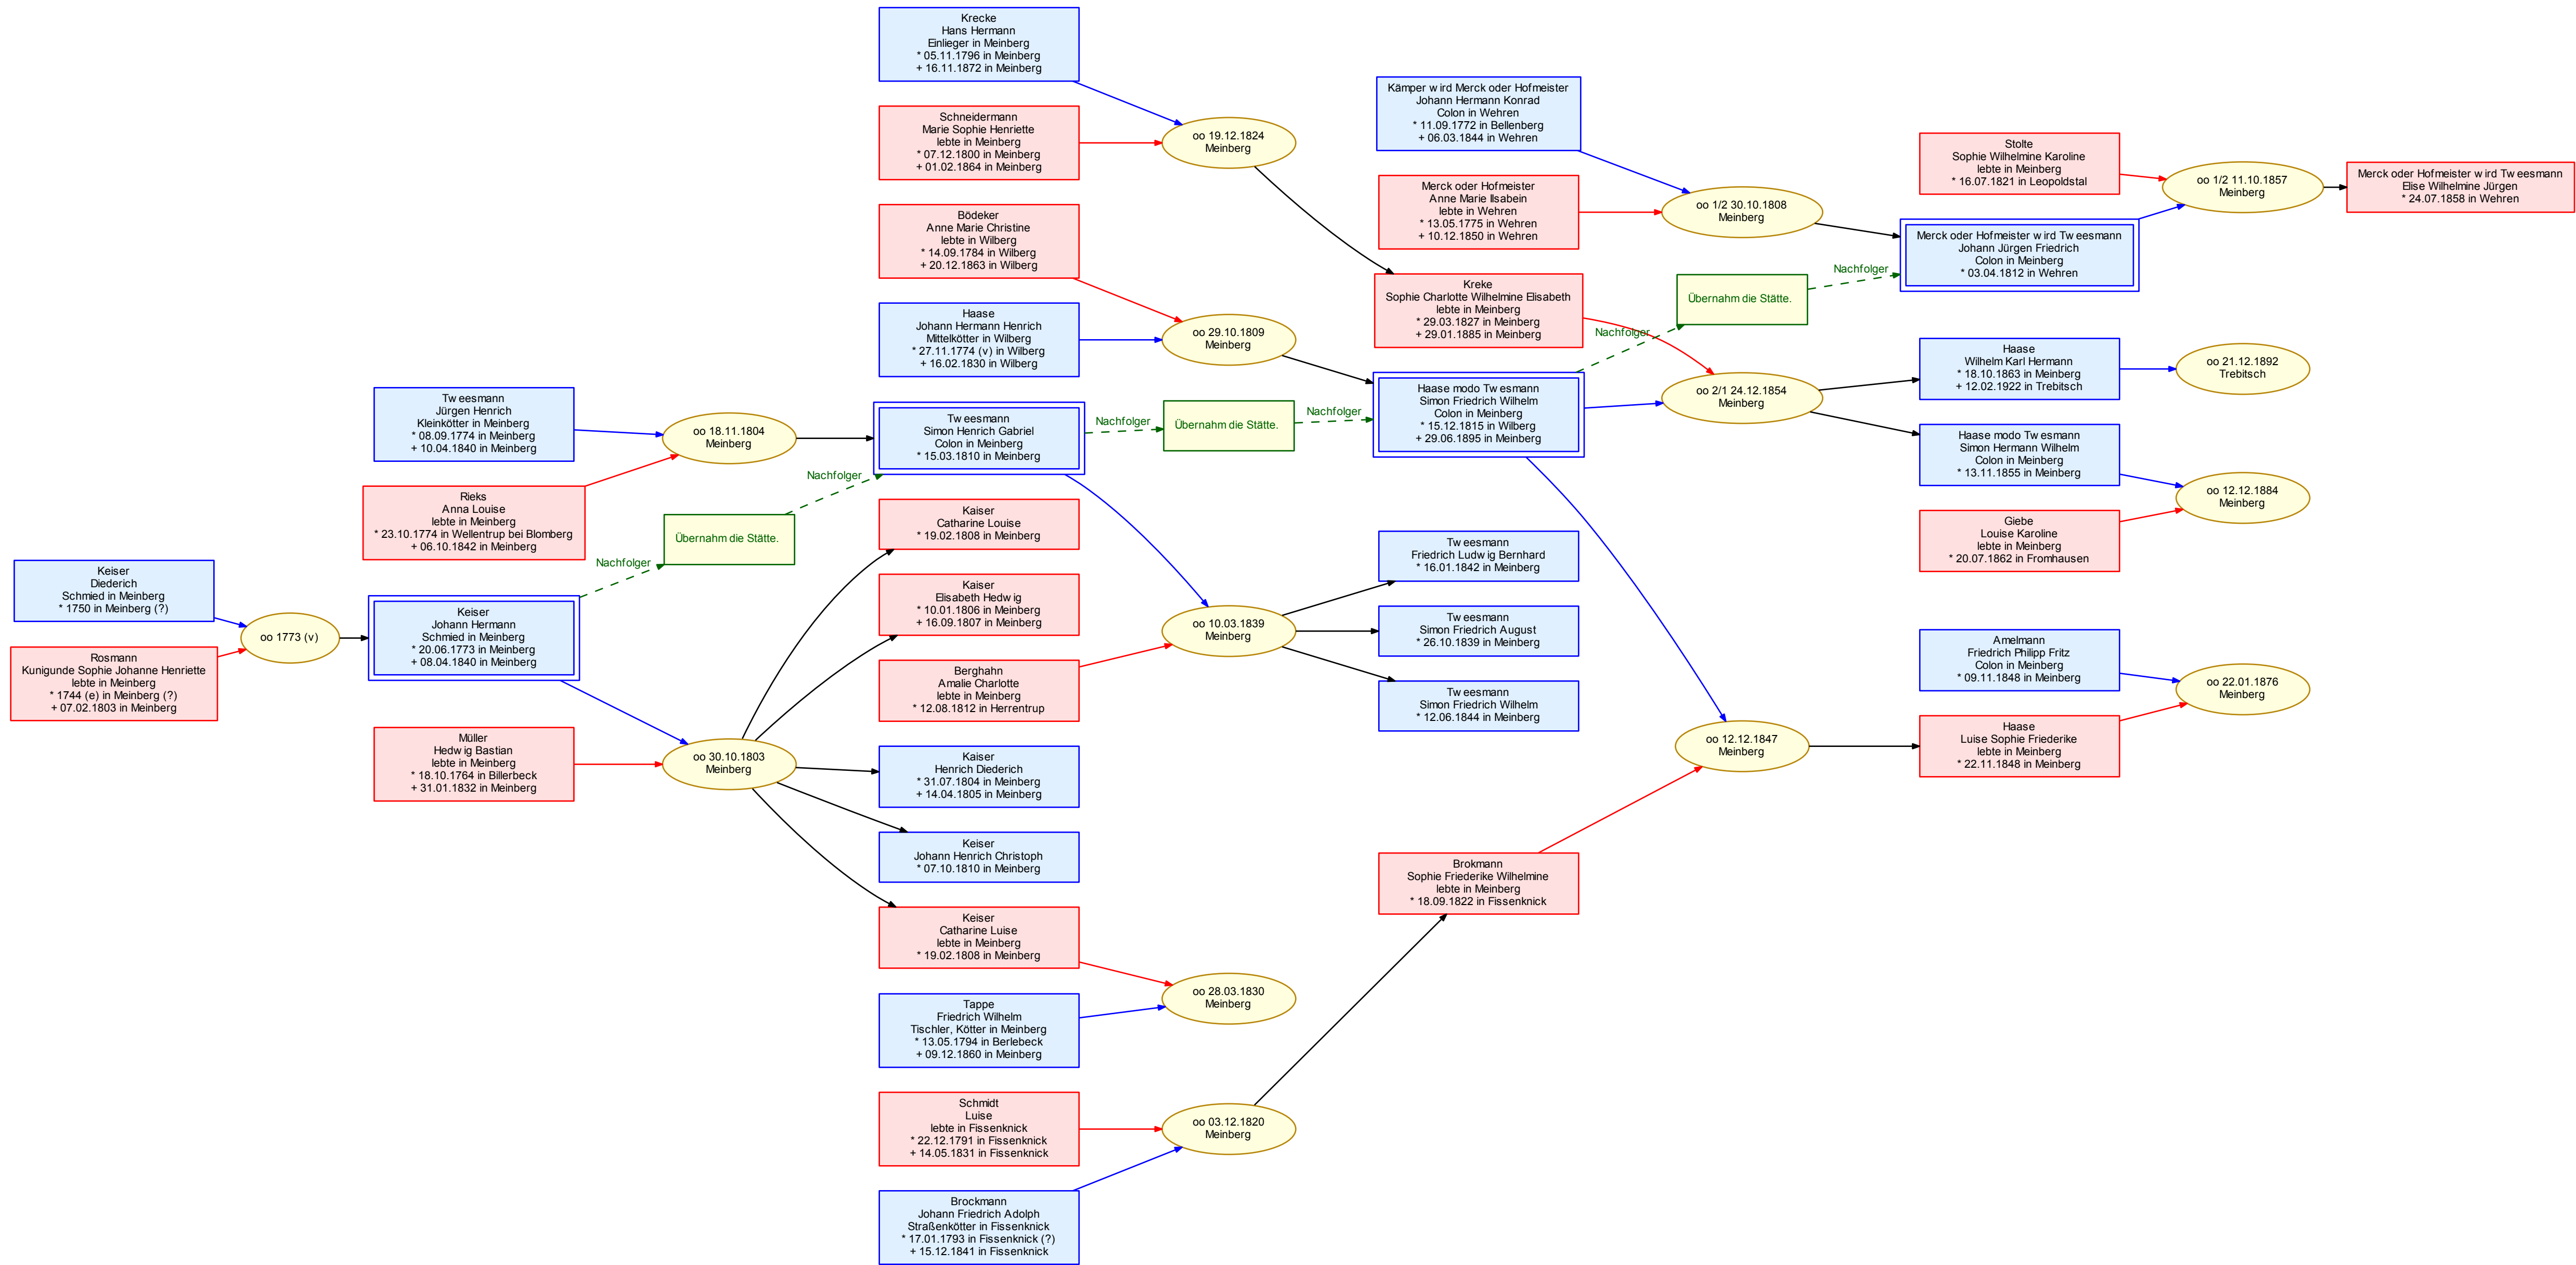 Keiser
Diederich
Schmied in Meinberg
* 1750 in Meinberg (?)
Rosmann
Kunigunde Sophie Johanne Henriette
lebte in Meinberg
* 1744 (e) in Meinberg (?)
+ 07.02.1803 in Meinberg
oo 1773 (v)
Tweesmann
Jürgen Henrich
Kleinkötter in Meinberg
* 08.09.1774 in Meinberg
+ 10.04.1840 in Meinberg
Rieks
Anna Louise
lebte in Meinberg
* 23.10.1774 in Wellentrup bei Blomberg
+ 06.10.1842 in Meinberg
Keiser
Johann Hermann
Schmied in Meinberg
* 20.06.1773 in Meinberg
+ 08.04.1840 in Meinberg
Müller
Hedwig Bastian
lebte in Meinberg
* 18.10.1764 in Billerbeck
+ 31.01.1832 in Meinberg
Nachfolger
oo 18.11.1804
Meinberg
Übernahm die Stätte.
oo 30.10.1803
Meinberg
Nachfolger
Krecke
Hans Hermann
Einlieger in Meinberg
* 05.11.1796 in Meinberg
+ 16.11.1872 in Meinberg
Schneidermann
Marie Sophie Henriette
lebte in Meinberg
* 07.12.1800 in Meinberg
+ 01.02.1864 in Meinberg
Bödeker
Anne Marie Christine
lebte in Wilberg
* 14.09.1784 in Wilberg
+ 20.12.1863 in Wilberg
Haase
Johann Hermann Henrich
Mittelkötter in Wilberg
* 27.11.1774 (v) in Wilberg
+ 16.02.1830 in Wilberg
Tweesmann
Simon Henrich Gabriel
Colon in Meinberg
* 15.03.1810 in Meinberg
Kaiser
Catharine Louise
* 19.02.1808 in Meinberg
Kaiser
Elisabeth Hedwig
* 10.01.1806 in Meinberg
+ 16.09.1807 in Meinberg
Berghahn
Amalie Charlotte
lebte in Meinberg
* 12.08.1812 in Herrentrup
Kaiser
Henrich Diederich
* 31.07.1804 in Meinberg
+ 14.04.1805 in Meinberg
Keiser
Johann Henrich Christoph
* 07.10.1810 in Meinberg
Keiser
Catharine Luise
lebte in Meinberg
* 19.02.1808 in Meinberg
Tappe
Friedrich Wilhelm
Tischler, Kötter in Meinberg
* 13.05.1794 in Berlebeck
+ 09.12.1860 in Meinberg
Schmidt
Luise
lebte in Fissenknick
* 22.12.1791 in Fissenknick
+ 14.05.1831 in Fissenknick
Brockmann
Johann Friedrich Adolph
Straßenkötter in Fissenknick
* 17.01.1793 in Fissenknick (?)
+ 15.12.1841 in Fissenknick
oo 19.12.1824
Meinberg
oo 29.10.1809
Meinberg
Nachfolger
Übernahm die Stätte.
Nachfolger
oo 10.03.1839
Meinberg
oo 28.03.1830
Meinberg
oo 03.12.1820
Meinberg
Kämper wird Merck oder Hofmeister
Johann Hermann Konrad
Colon in Wehren
* 11.09.1772 in Bellenberg
+ 06.03.1844 in Wehren
Merck oder Hofmeister
Anne Marie Ilsabein
lebte in Wehren
* 13.05.1775 in Wehren
+ 10.12.1850 in Wehren
Kreke
Sophie Charlotte Wilhelmine Elisabeth
lebte in Meinberg
* 29.03.1827 in Meinberg
+ 29.01.1885 in Meinberg
Haase modo Tweesmann
Simon Friedrich Wilhelm
Colon in Meinberg
* 15.12.1815 in Wilberg
+ 29.06.1895 in Meinberg
Tweesmann
Friedrich Ludwig Bernhard
* 16.01.1842 in Meinberg
Tweesmann
Simon Friedrich August
* 26.10.1839 in Meinberg
Tweesmann
Simon Friedrich Wilhelm
* 12.06.1844 in Meinberg
Brokmann
Sophie Friederike Wilhelmine
lebte in Meinberg
* 18.09.1822 in Fissenknick
oo 1/2 30.10.1808
Meinberg
Nachfolger
Übernahm die Stätte.
Nachfolger
oo 2/1 24.12.1854
Meinberg
oo 12.12.1847
Meinberg
Stolte
Sophie Wilhelmine Karoline
lebte in Meinberg
* 16.07.1821 in Leopoldstal
Merck oder Hofmeister wird Tweesmann
Johann Jürgen Friedrich
Colon in Meinberg
* 03.04.1812 in Wehren
Haase
Wilhelm Karl Hermann
* 18.10.1863 in Meinberg
+ 12.02.1922 in Trebitsch
Haase modo Tweesmann
Simon Hermann Wilhelm
Colon in Meinberg
* 13.11.1855 in Meinberg
Giebe
Louise Karoline
lebte in Meinberg
* 20.07.1862 in Fromhausen
Amelmann
Friedrich Philipp Fritz
Colon in Meinberg
* 09.11.1848 in Meinberg
Haase
Luise Sophie Friederike
lebte in Meinberg
* 22.11.1848 in Meinberg
oo 1/2 11.10.1857
Meinberg
oo 21.12.1892
Trebitsch
oo 12.12.1884
Meinberg
oo 22.01.1876
Meinberg
Merck oder Hofmeister wird Tweesmann
Elise Wilhelmine Jürgen
* 24.07.1858 in Wehren